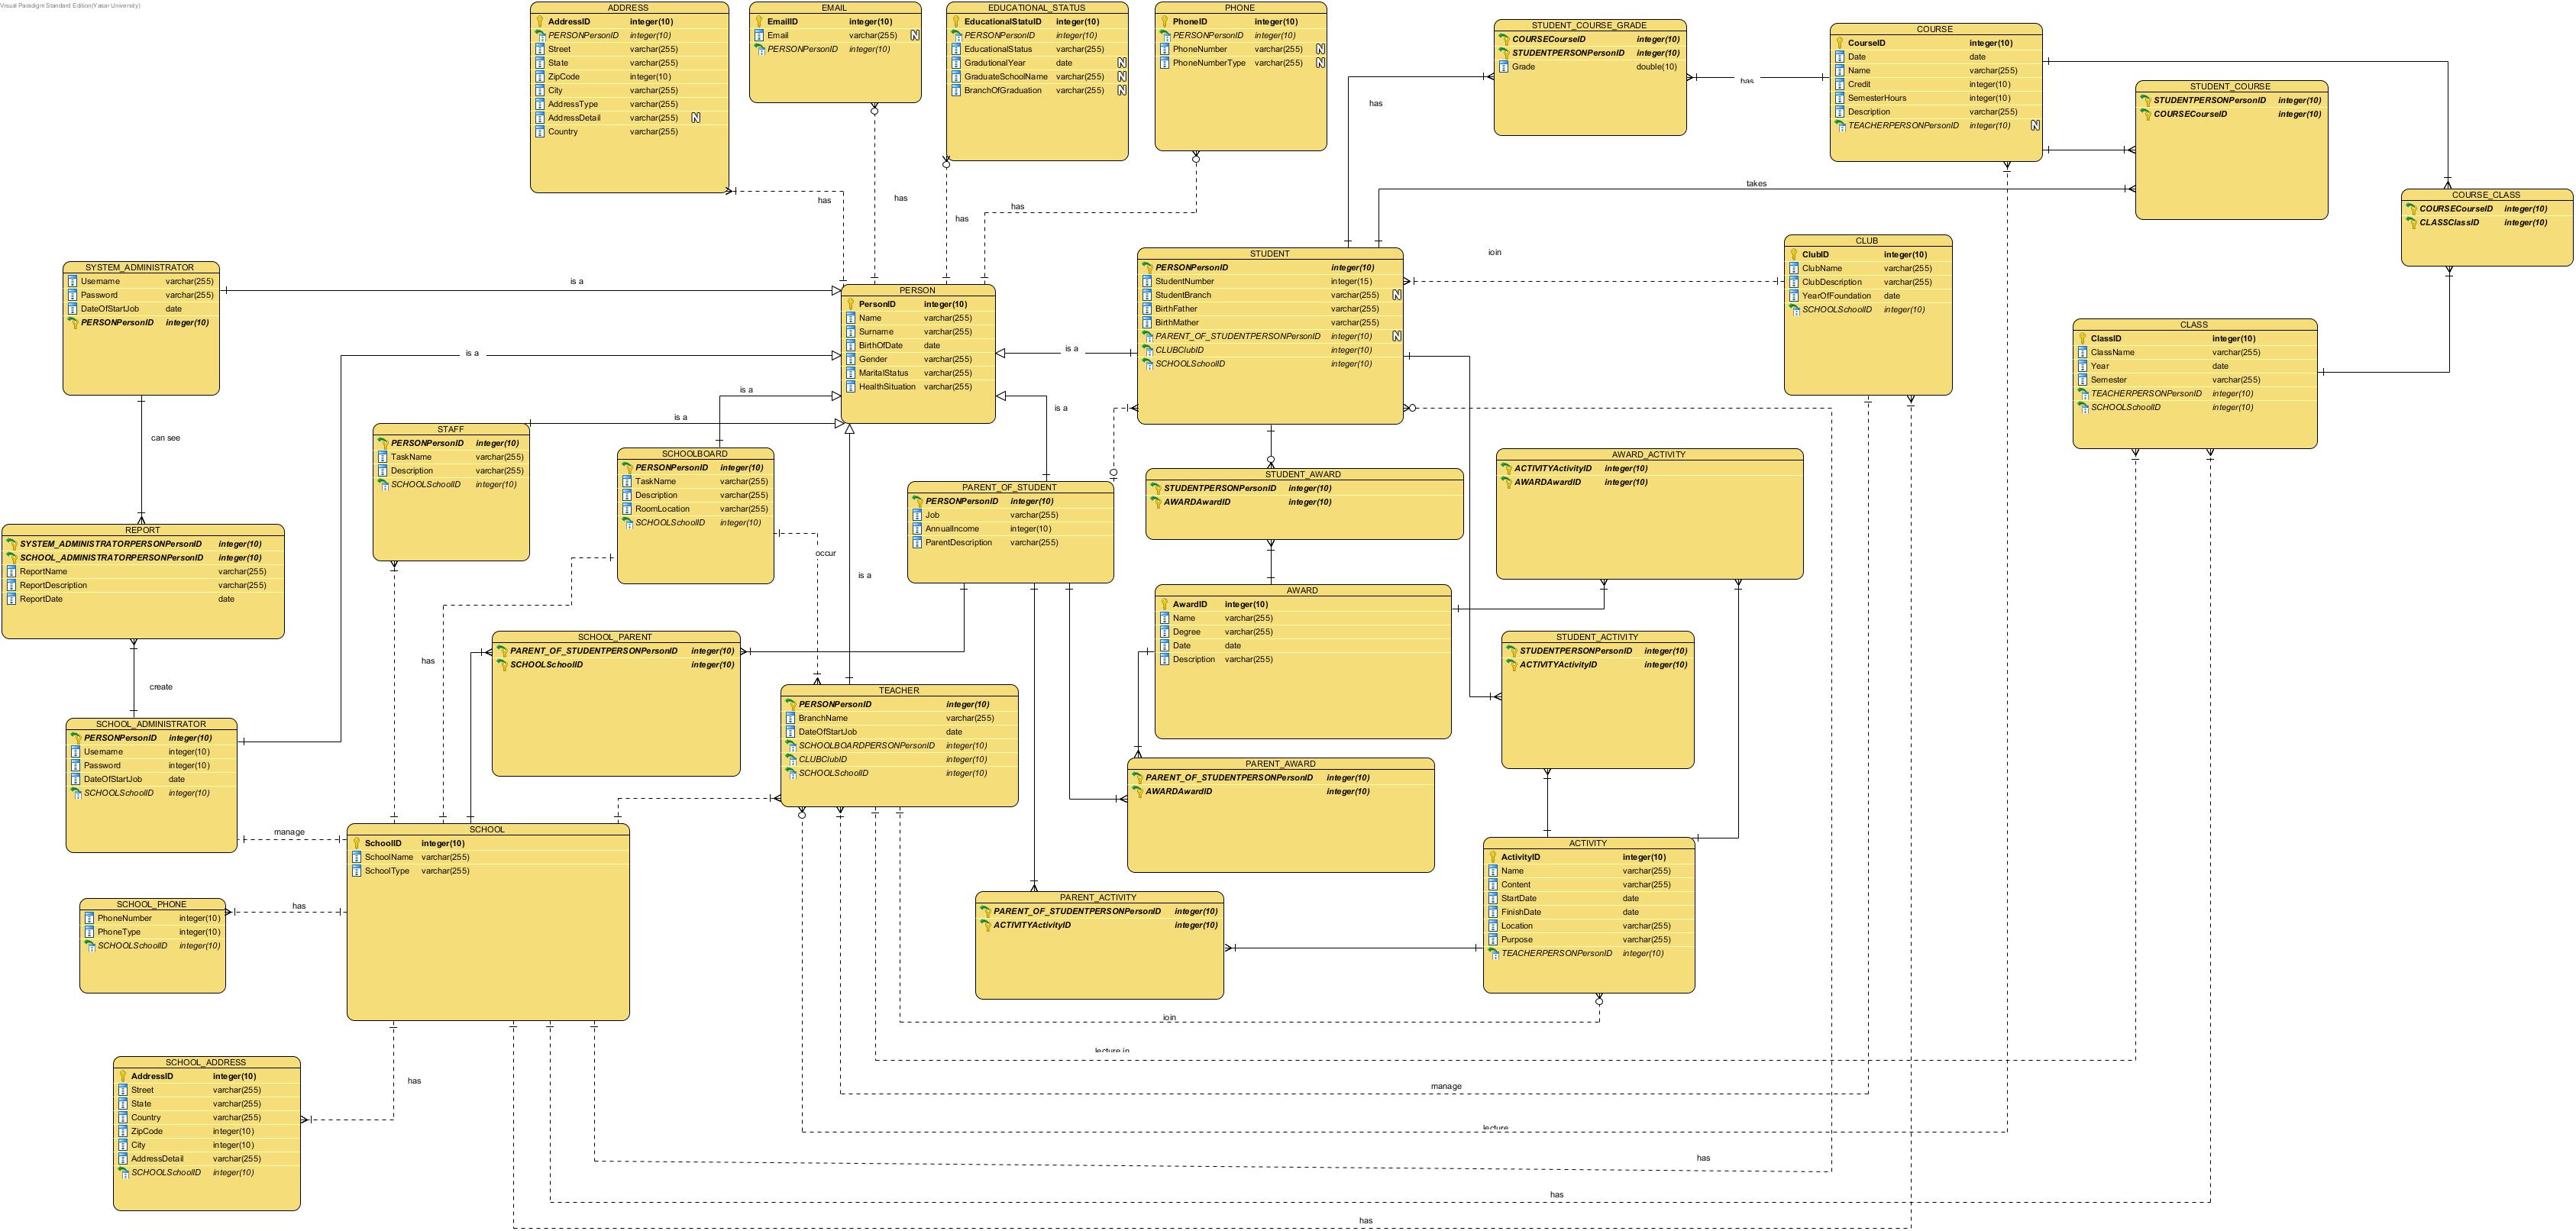 Visual Paradigm Standard Edition(Yasar University)
ADDRESS
AddressID integer(10)
PERSONPersonID integer(10)
Street varchar(255)
State varchar(255)
ZipCode integer(10)
City varchar(255)
AddressType varchar(255)
AddressDetail varchar(255) N
Country varchar(255)
EMAIL
EmailID integer(10)
Email varchar(255) N
PERSONPersonID integer(10)
EDUCATIONAL_STATUS
EducationalStatuID integer(10)
PERSONPersonID integer(10)
EducationalStatus varchar(255)
GradutionalYear date N
GraduateSchoolName varchar(255) N
BranchOfGraduation varchar(255) N
PHONE
PhoneID integer(10)
PERSONPersonID integer(10)
PhoneNumber varchar(255) N
PhoneNumberType varchar(255) N
STUDENT_COURSE_GRADE
COURSECourseID integer(10)
STUDENTPERSONPersonID integer(10)
Grade double(10)
has
has
COURSE
CourseID integer(10)
Date date
Name varchar(255)
Credit integer(10)
SemesterHours integer(10)
Description varchar(255)
TEACHERPERSONPersonID integer(10) N
STUDENT_COURSE
STUDENTPERSONPersonID integer(10)
COURSECourseID integer(10)
takes
COURSE_CLASS
COURSECourseID integer(10)
CLASSClassID integer(10)
has
has
has
has
SYSTEM_ADMINISTRATOR
Username varchar(255)
Password varchar(255)
DateOfStartJob date
PERSONPersonID integer(10)
is a
PERSON
PersonID integer(10)
Name varchar(255)
Surname varchar(255)
BirthOfDate date
Gender varchar(255)
MaritalStatus varchar(255)
HealthSituation varchar(255)
is a
STUDENT
PERSONPersonID integer(10)
StudentNumber integer(15)
StudentBranch varchar(255) N
BirthFather varchar(255)
BirthMather varchar(255)
PARENT_OF_STUDENTPERSONPersonID integer(10) N
CLUBClubID integer(10)
SCHOOLSchoolID integer(10)
join
CLUB
ClubID integer(10)
ClubName varchar(255)
ClubDescription varchar(255)
YearOfFoundation date
SCHOOLSchoolID integer(10)
CLASS
ClassID integer(10)
ClassName varchar(255)
Year date
Semester varchar(255)
TEACHERPERSONPersonID integer(10)
SCHOOLSchoolID integer(10)
is a
is a
is a
is a
can see
STAFF
PERSONPersonID integer(10)
TaskName varchar(255)
Description varchar(255)
SCHOOLSchoolID integer(10)
SCHOOLBOARD
PERSONPersonID integer(10)
TaskName varchar(255)
Description varchar(255)
RoomLocation varchar(255)
SCHOOLSchoolID integer(10)
PARENT_OF_STUDENT
PERSONPersonID integer(10)
Job varchar(255)
AnnualIncome integer(10)
ParentDescription varchar(255)
STUDENT_AWARD
STUDENTPERSONPersonID integer(10)
AWARDAwardID integer(10)
AWARD_ACTIVITY
ACTIVITYActivityID integer(10)
AWARDAwardID integer(10)
REPORT
SYSTEM_ADMINISTRATORPERSONPersonID integer(10)
SCHOOL_ADMINISTRATORPERSONPersonID integer(10)
ReportName varchar(255)
ReportDescription varchar(255)
ReportDate date
occur
is a
AWARD
AwardID integer(10)
Name varchar(255)
Degree varchar(255)
Date date
Description varchar(255)
SCHOOL_PARENT
PARENT_OF_STUDENTPERSONPersonID integer(10)
SCHOOLSchoolID integer(10)
has
STUDENT_ACTIVITY
STUDENTPERSONPersonID integer(10)
ACTIVITYActivityID integer(10)
create
TEACHER
PERSONPersonID integer(10)
BranchName varchar(255)
DateOfStartJob date
SCHOOLBOARDPERSONPersonID integer(10)
CLUBClubID integer(10)
SCHOOLSchoolID integer(10)
SCHOOL_ADMINISTRATOR
PERSONPersonID integer(10)
Username integer(10)
Password integer(10)
DateOfStartJob date
SCHOOLSchoolID integer(10)
PARENT_AWARD
PARENT_OF_STUDENTPERSONPersonID integer(10)
AWARDAwardID integer(10)
manage
SCHOOL
SchoolID integer(10)
SchoolName varchar(255)
SchoolType varchar(255)
ACTIVITY
ActivityID integer(10)
Name varchar(255)
Content varchar(255)
StartDate date
FinishDate date
Location varchar(255)
Purpose varchar(255)
TEACHERPERSONPersonID integer(10)
PARENT_ACTIVITY
PARENT_OF_STUDENTPERSONPersonID integer(10)
ACTIVITYActivityID integer(10)
SCHOOL_PHONE
PhoneNumber integer(10)
PhoneType integer(10)
SCHOOLSchoolID integer(10)
has
join
lecture in
SCHOOL_ADDRESS
AddressID integer(10)
Street varchar(255)
State varchar(255)
Country varchar(255)
ZipCode integer(10)
City integer(10)
AddressDetail varchar(255)
SCHOOLSchoolID integer(10)
has
manage
lecture
has
has
has